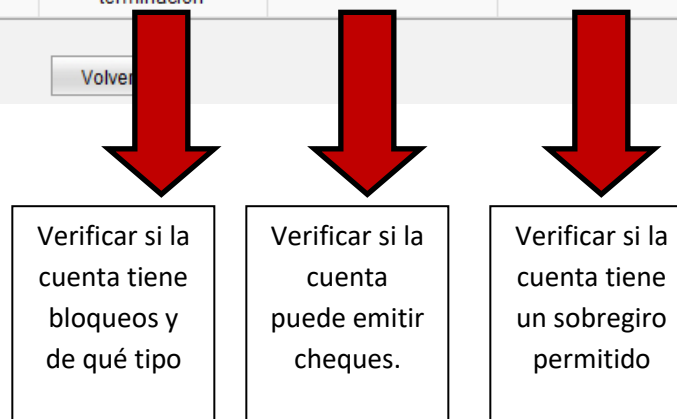 terminación
Volver
Verificar si la
cuenta tiene
bloqueos y
de qué tipo
Verificar si la
cuenta
puede emitir
cheques.
Verificar si la
cuenta tiene
un sobregiro
permitido